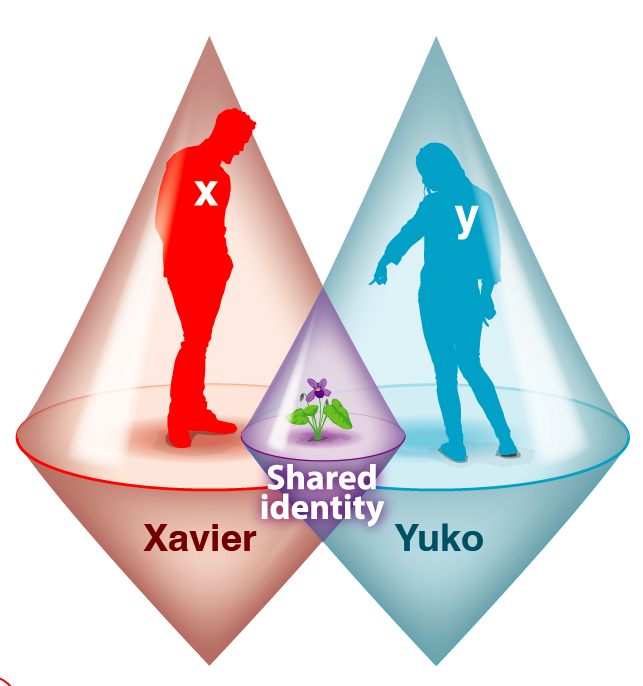 x
y
Shared
identity
Xavier
Yuko